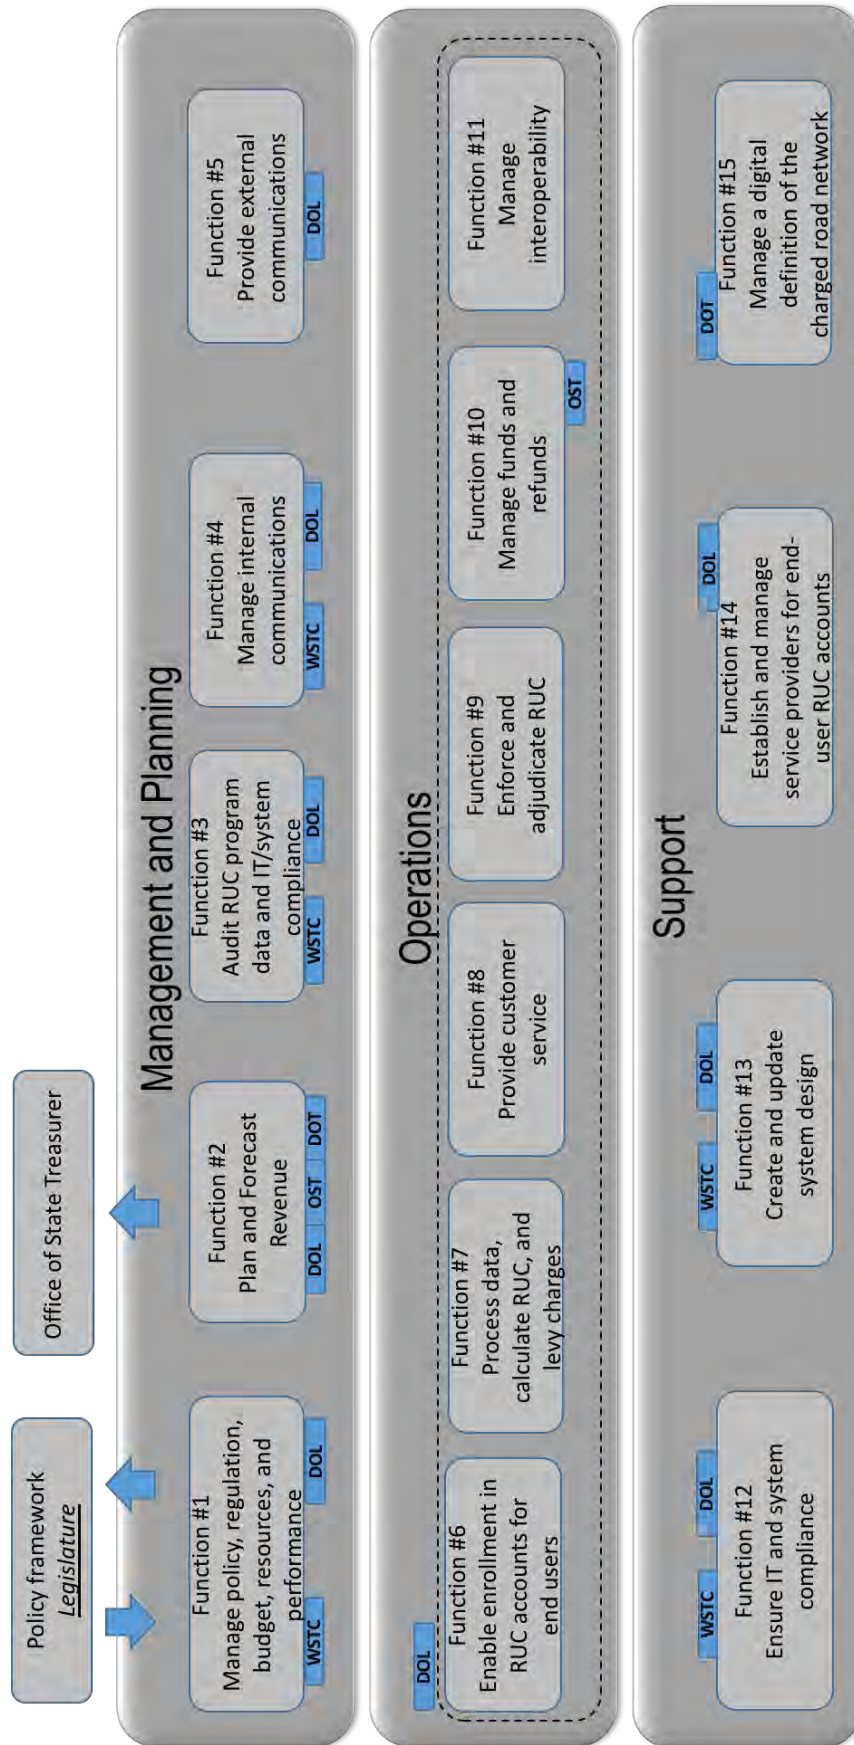 Policy framework
Legislature
Office of State Treasurer
Management and Planning
Function #1
Manage policy, regulation,
budget, resources, and
performance
WSTC
DOL
Function #2
Plan and Forecast
Revenue
DOL
OST
DOT
Function #3
Audit RUC program
data and IT/system
compliance
WSTC
DOL
Function #4
Manage internal
communications
WSTC
DOL
Function #5
Provide external
communications
DOL
Operations
DOL
Function #6
Enable enrollment in
RUC accounts for
end users
Function #7
Process data,
calculate RUC, and
levy charges
Function #8
Provide customer
service
Function #9
Enforce and
adjudicate RUC
Function #10
Manage funds and
refunds
OST
Function #11
Manage
interoperability
Support
WSTC
DOL
Function #12
Ensure IT and system
compliance
WSTC
DOL
Function #13
Create and update
system design
DOL
Function #14
Establish and manage
service providers for end-
user RUC accounts
DOT
Function #15
Manage a digital
definition of the
charged road network